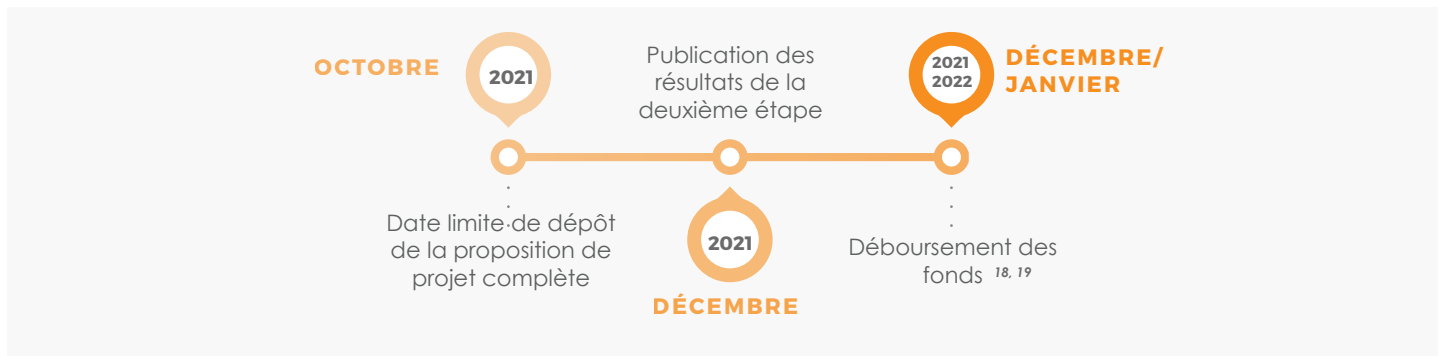 OCTOBRE
2021
Date limite de dépôt
de la proposition de
projet complète
Publication des
résultats de la
deuxième étape
2021
DÉCEMBRE
2021
2022
DÉCEMBRE/
JANVIER
Déboursement des
fonds 18, 19